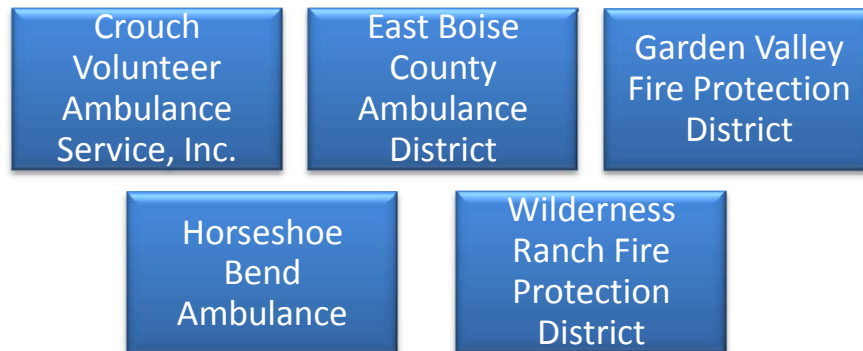 Crouch
Volunteer
Ambulance
Service, Inc.
East Boise
County
Ambulance
District
Garden Valley
Fire Protection
District
Horseshoe
Bend
Ambulance
Wilderness
Ranch Fire
Protection
District